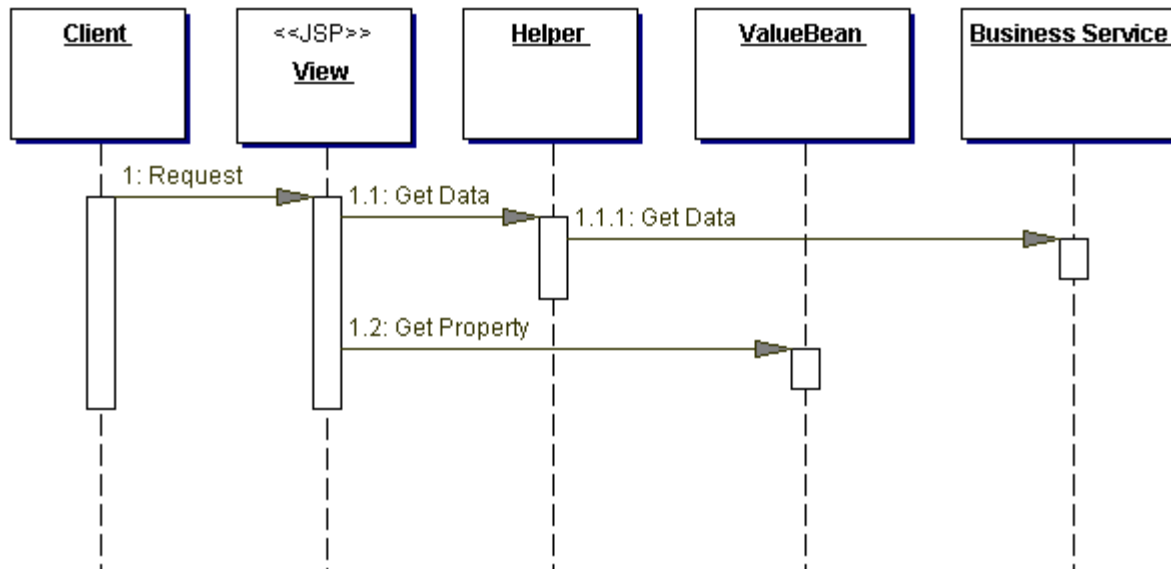 Client
<<JSP>>
View
Helper
ValueBean
Business Service
1: Request
1.1: Get Data
1.1.1: Get Data
1.2: Get Property